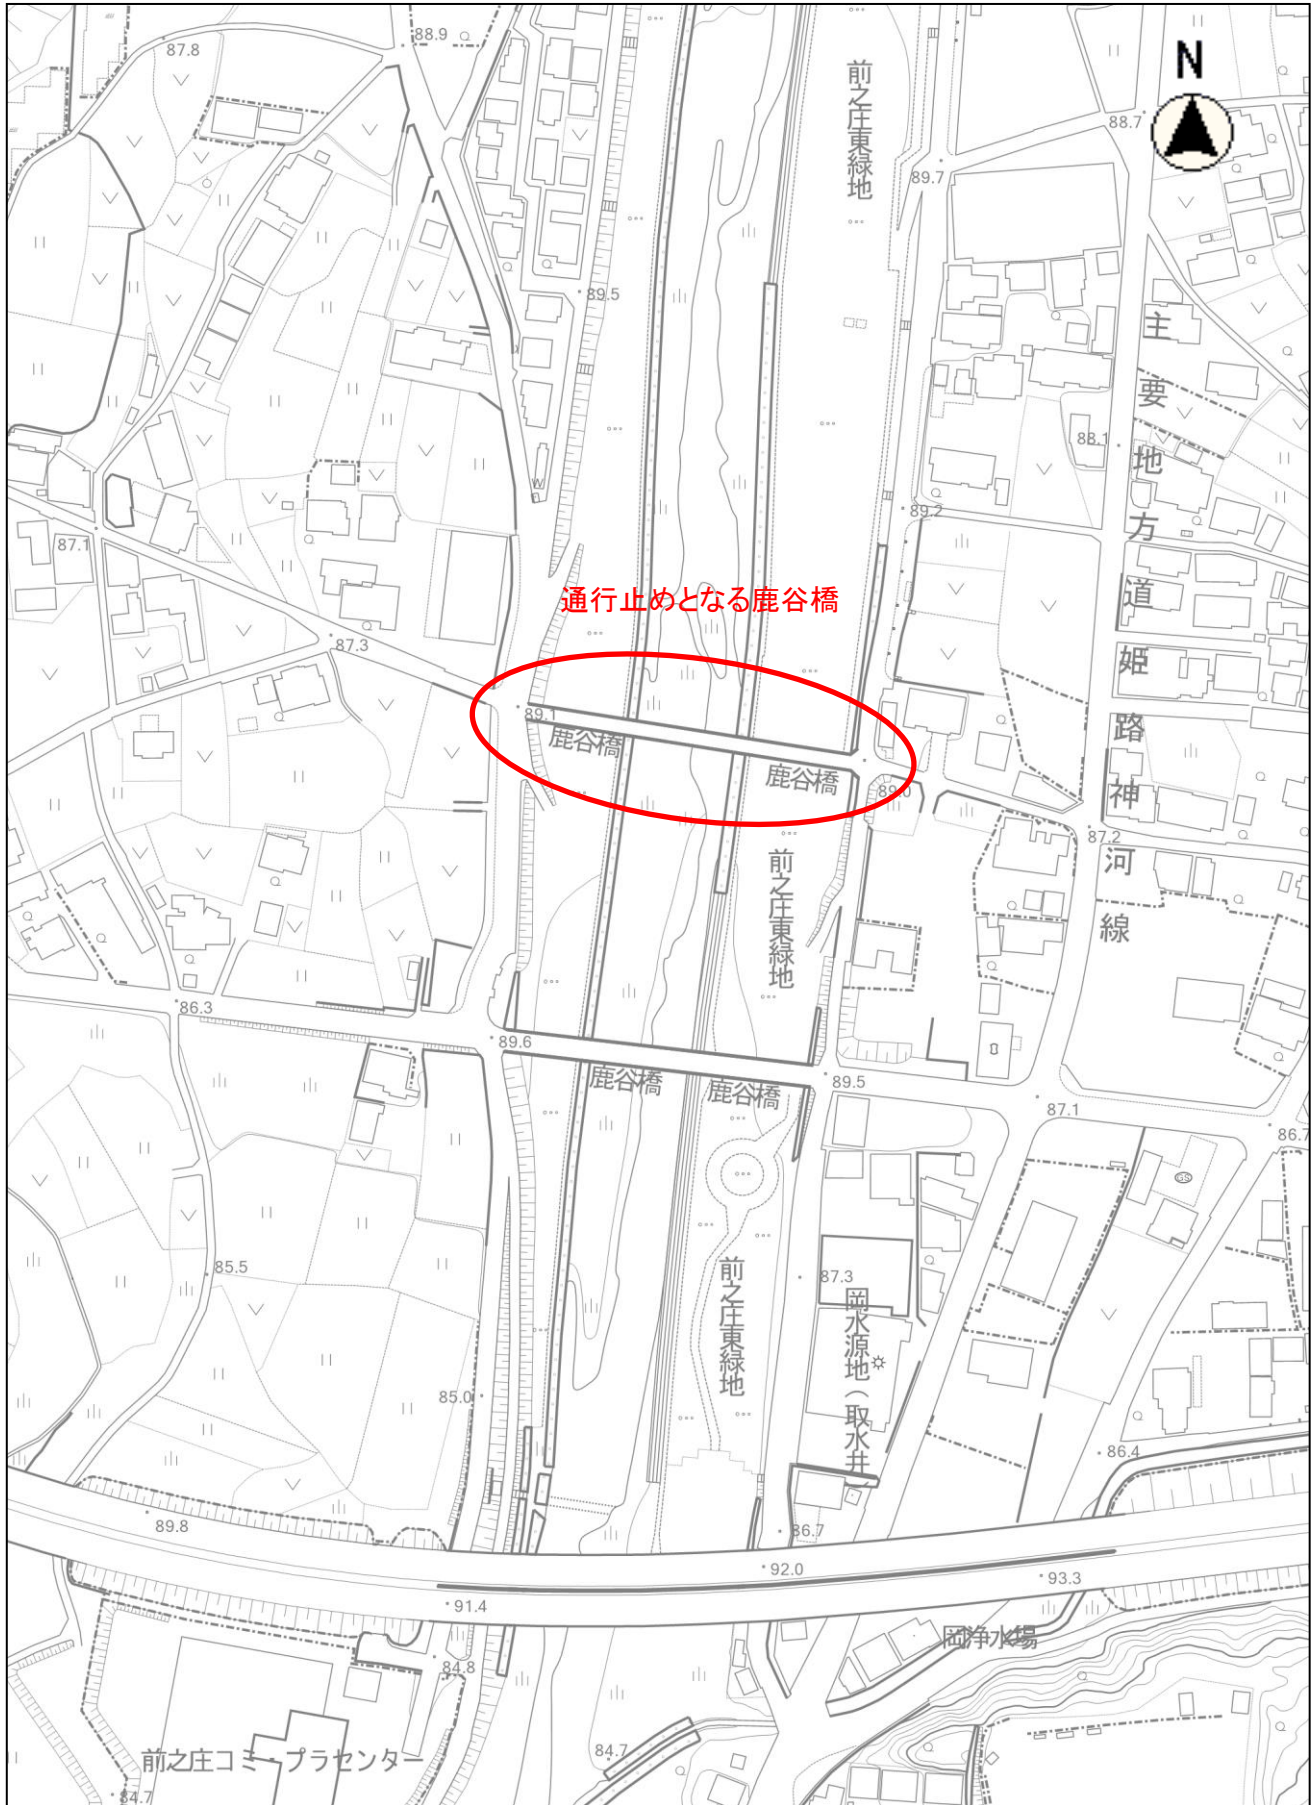 88.9
87.8
N
前之庄東緑地
88.7
89.7
89.5
主要地方道姫路神河線
88.1
89.2
87.1
W
通行止めとなる鹿谷橋
87.3
89.1
鹿谷橋
鹿谷橋
89.0
87.2
前之庄東緑地
86.3
89.6
鹿谷橋
鹿谷橋
89.5
87.1
86.7
GS
85.5
前之庄東緑地
87.3
岡水源地(取水井)
85.0
86.4
89.8
86.7
92.0
93.3
91.4
岡浄水場
84.8
84.7
前之庄コミ・プラセンター
84.7